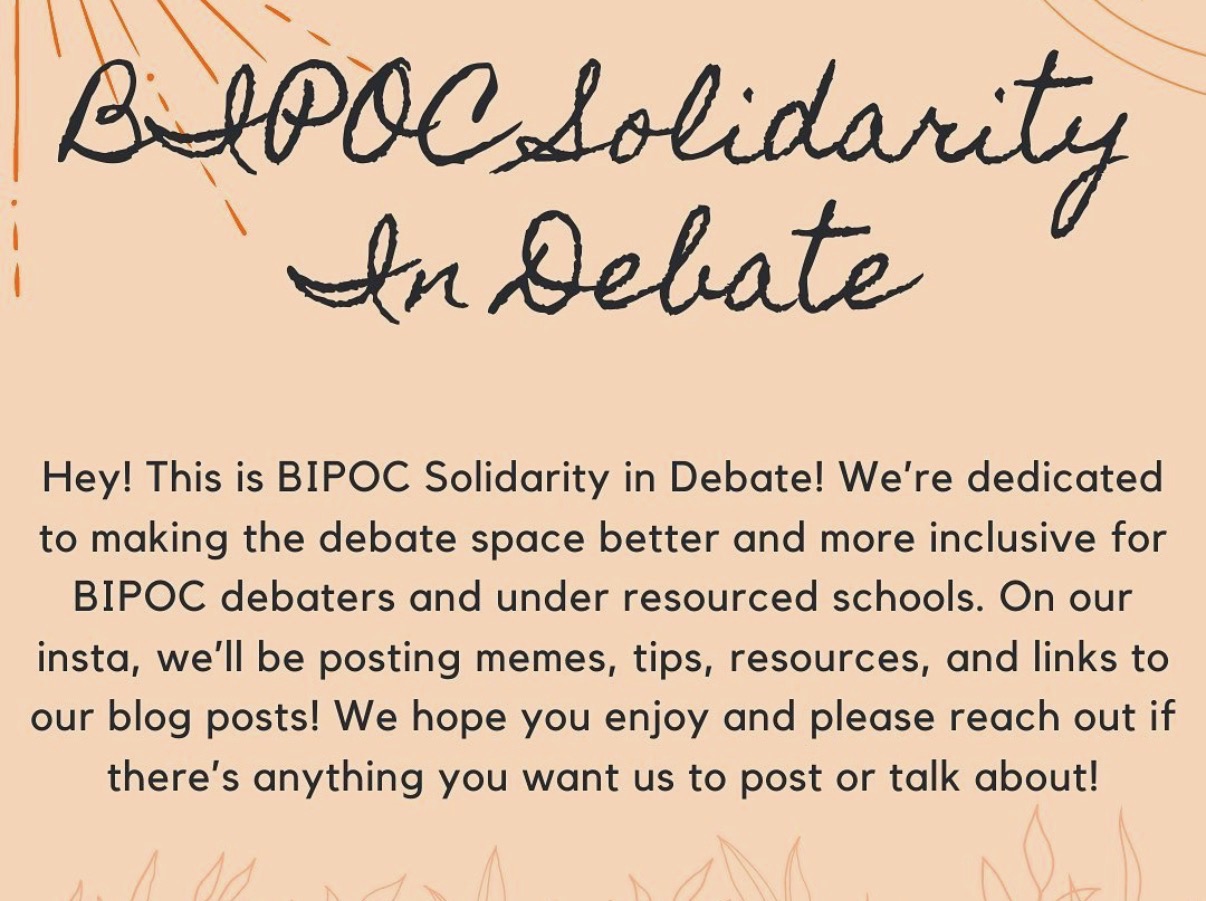 BIPOC Solidarity
In Debate
Hey! This is BIPOC Solidarity in Debate! We're dedicated
to making the debate space better and more inclusive for
BIPOC debaters and under resourced schools. On our
insta, we'll be posting memes, tips, resources, and links to
our blog posts! We hope you enjoy and please reach out if
there's anything you want us to post or talk about!